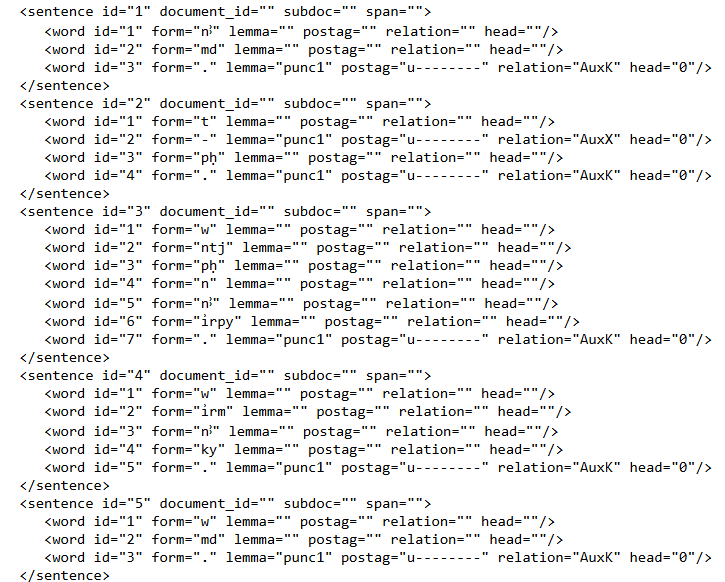 <sentence id="1" document_id="" subdoc="" span="">
<word id="1" form="nꜣ" lemma="" postag="" relation="" head=""/>
<word id="2" form="md" lemma="" postag="" relation="" head=""/>
<word id="3" form="." lemma="punc1" postag="u--------" relation="AuxK" head="0"/>
</sentence>
<sentence id="2" document_id="" subdoc="" span="">
<word id="1" form="t" lemma="" postag="" relation="" head=""/>
<word id="2" form="-" lemma="punc1" postag="u--------" relation="AuxX" head="0"/>
<word id="3" form="pḥ" lemma="" postag="" relation="" head=""/>
<word id="4" form="." lemma="punc1" postag="u--------" relation="AuxK" head="0"/>
</sentence>
<sentence id="3" document_id="" subdoc="" span="">
<word id="1" form="w" lemma="" postag="" relation="" head=""/>
<word id="2" form="ntj" lemma="" postag="" relation="" head=""/>
<word id="3" form="pḥ" lemma="" postag="" relation="" head=""/>
<word id="4" form="n" lemma="" postag="" relation="" head=""/>
<word id="5" form="nꜣ" lemma="" postag="" relation="" head=""/>
<word id="6" form="ỉrpy" lemma="" postag="" relation="" head=""/>
<word id="7" form="." lemma="punc1" postag="u--------" relation="AuxK" head="0"/>
</sentence>
<sentence id="4" document_id="" subdoc="" span="">
<word id="1" form="w" lemma="" postag="" relation="" head=""/>
<word id="2" form="ỉrm" lemma="" postag="" relation="" head=""/>
<word id="3" form="nꜣ" lemma="" postag="" relation="" head=""/>
<word id="4" form="ky" lemma="" postag="" relation="" head=""/>
<word id="5" form="." lemma="punc1" postag="u--------" relation="AuxK" head="0"/>
</sentence>
<sentence id="5" document_id="" subdoc="" span="">
<word id="1" form="w" lemma="" postag="" relation="" head=""/>
<word id="2" form="md" lemma="" postag="" relation="" head=""/>
<word id="3" form="." lemma="punc1" postag="u--------" relation="AuxK" head="0"/>
</sentence>